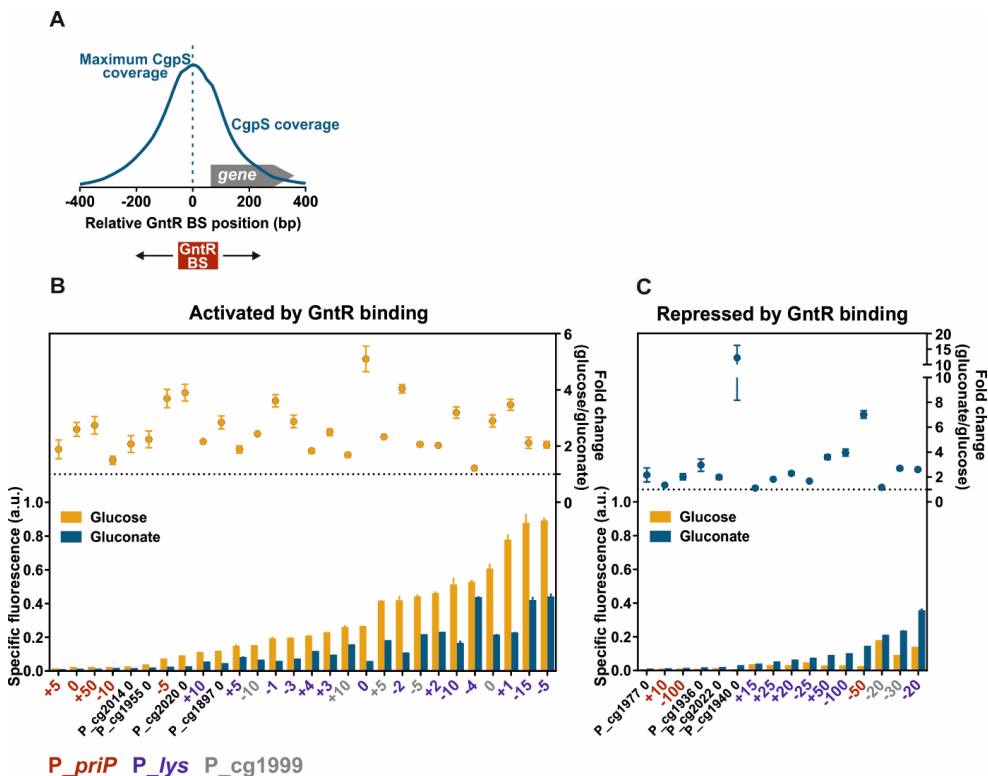 A
Maximum CgpS
coverage
CgpS coverage
gene
-400 -200 0 200 400
Relative GntR BS position (bp)
GntR
BS
B
Activated by GntR binding
6
4
2
0
Fold change
(glucose/gluconate)
1.0
0.8
0.6
0.4
0.2
0.0
Specific fluorescence (a.u.)
Glucose
Gluconate
+5 0 +50 -10 P_cg2014 0 P_cg1955 0 -5 P_cg2020 0 +10 P_cg1897 0 +5 -10 -1 -3 +4 +3 +10 0 +5 -2 -5 +2 -10 -4 0 +1 -15 -5
C
Repressed by GntR binding
20
15
10
10
8
6
4
2
0
Fold change
(gluconate/glucose)
1.0
0.8
0.6
0.4
0.2
0.0
Specific fluorescence (a.u.)
Glucose
Gluconate
P_cg1977 0 +10 -100 P_cg1936 0 P_cg2022 0 P_cg1940 0 +15 +25 +20 -25 +50 -100 -50 -20 -30 -20
P_priP P_lys P_cg1999